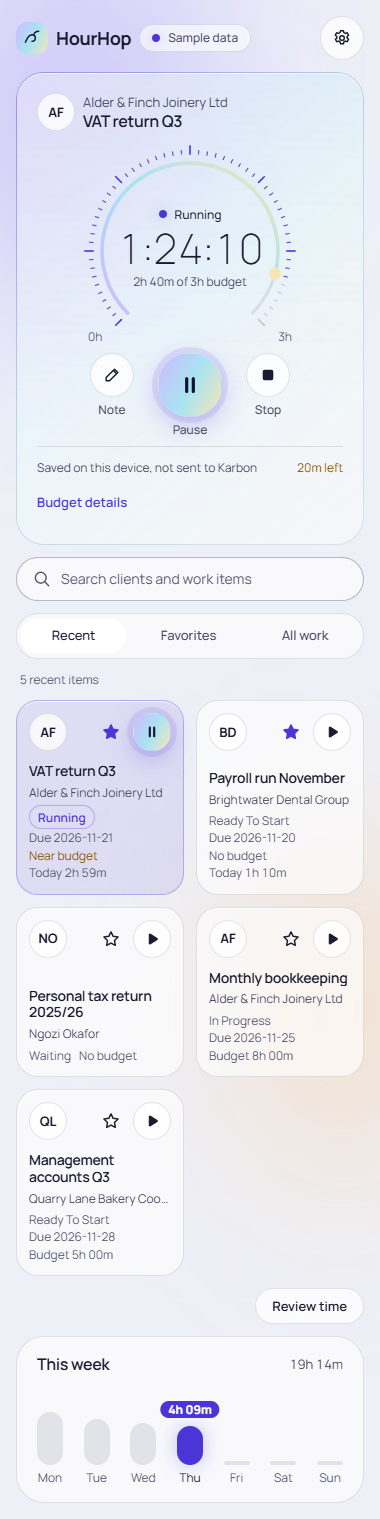 HourHop
Sample data
AF
Alder & Finch Joinery Ltd
VAT return Q3
Running
1:24:10
2h 40m of 3h budget
0h
3h
Note
Pause
Stop
Saved on this device, not sent to Karbon
20m left
Budget details
Search clients and work items
Recent
Favorites
All work
5 recent items
AF
VAT return Q3
Alder & Finch Joinery Ltd
Running
Due 2026-11-21
Near budget
Today 2h 59m
BD
Payroll run November
Brightwater Dental Group
Ready To Start
Due 2026-11-20
No budget
Today 1h 10m
NO
Personal tax return
2025/26
Ngozi Okafor
Waiting No budget
AF
Monthly bookkeeping
Alder & Finch Joinery Ltd
In Progress
Due 2026-11-25
Budget 8h 00m
QL
Management
accounts Q3
Quarry Lane Bakery Coo...
Ready To Start
Due 2026-11-28
Budget 5h 00m
Review time
This week
19h 14m
4h 09m
Mon
Tue
Wed
Thu
Fri
Sat
Sun